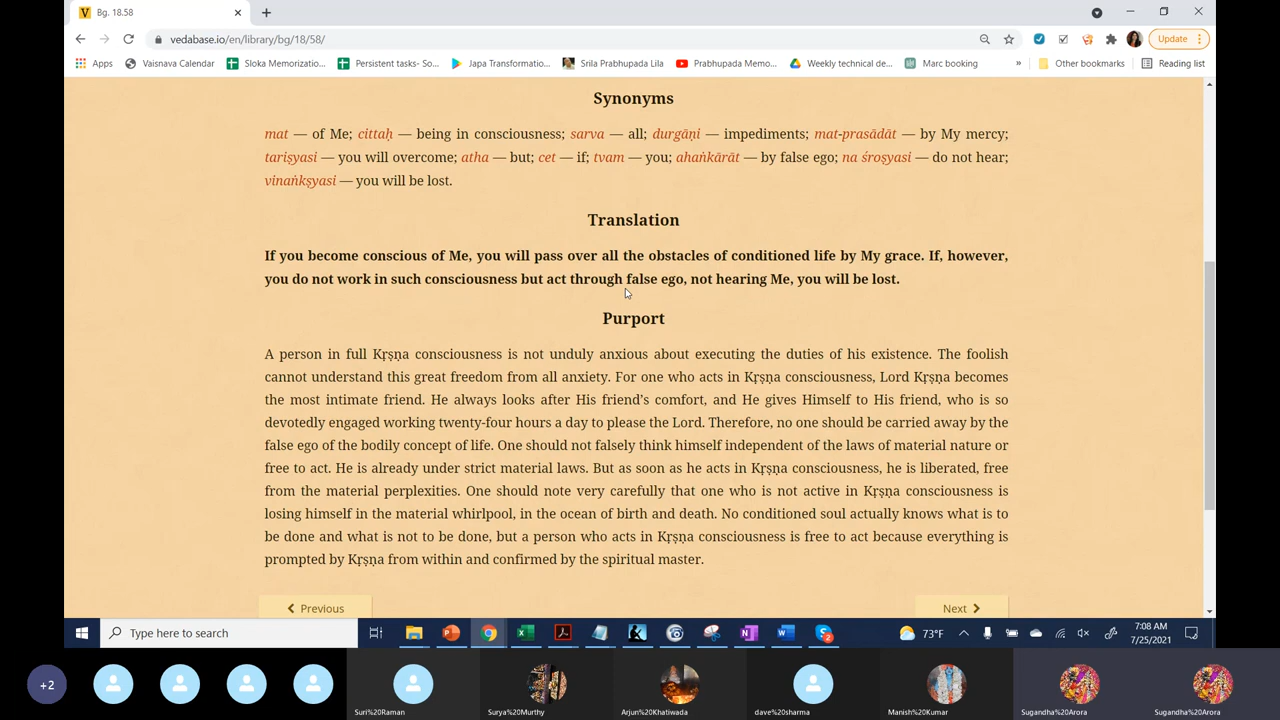 Bg. 18.58
vedabase.io/en/library/bg/18/58/
Update
Apps
Vaisnava Calendar
Sloka Memorizatio...
Persistent tasks- So...
Japa Transformatio...
Srila Prabhupada Lila
Prabhupada Memo...
Weekly technical de...
Marc booking
»
Other bookmarks
Reading list
Synonyms
mat — of Me; cittaḥ — being in consciousness; sarva — all; durgāṇi — impediments; mat-prasādāt — by My mercy;
tariṣyasi — you will overcome; atha — but; cet — if; tvam — you; ahaṅkārāt — by false ego; na śroṣyasi — do not hear;
vinaṅkṣyasi — you will be lost.
Translation
If you become conscious of Me, you will pass over all the obstacles of conditioned life by My grace. If, however,
you do not work in such consciousness but act through false ego, not hearing Me, you will be lost.
Purport
A person in full Kṛṣṇa consciousness is not unduly anxious about executing the duties of his existence. The foolish
cannot understand this great freedom from all anxiety. For one who acts in Kṛṣṇa consciousness, Lord Kṛṣṇa becomes
the most intimate friend. He always looks after His friend's comfort, and He gives Himself to His friend, who is so
devotedly engaged working twenty-four hours a day to please the Lord. Therefore, no one should be carried away by the
false ego of the bodily concept of life. One should not falsely think himself independent of the laws of material nature or
free to act. He is already under strict material laws. But as soon as he acts in Kṛṣṇa consciousness, he is liberated, free
from the material perplexities. One should note very carefully that one who is not active in Kṛṣṇa consciousness is
losing himself in the material whirlpool, in the ocean of birth and death. No conditioned soul actually knows what is to
be done and what is not to be done, but a person who acts in Kṛṣṇa consciousness is free to act because everything is
prompted by Kṛṣṇa from within and confirmed by the spiritual master.
Previous
Next
Type here to search
73°F
7:08 AM
7/25/2021
+2
Suri%20Raman
Surya%20Murthy
Arjun%20Khatiwada
dave%20sharma
Manish%20Kumar
Sugandha%20Arora
Sugandha%20Arora